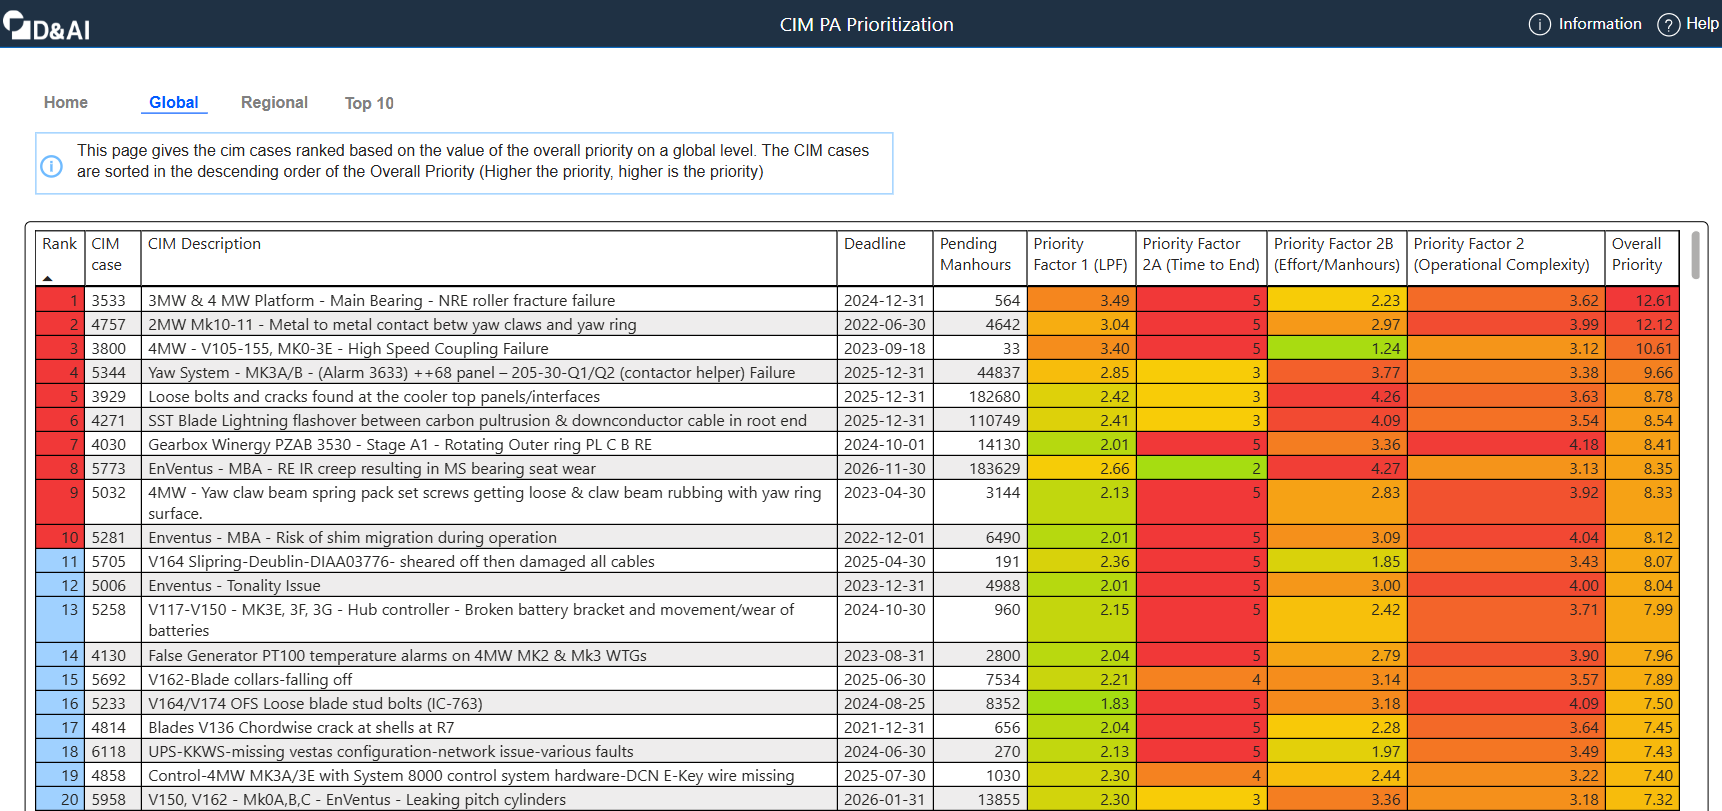 D&AI
CIM PA Prioritization
Information
Help
Home Global Regional Top 10
This page gives the cim cases ranked based on the value of the overall priority on a global level. The CIM cases
are sorted in the descending order of the Overall Priority (Higher the priority, higher is the priority)
Rank CIM case CIM Description Deadline Pending Manhours Priority Factor 1 (LPF) Priority Factor 2A (Time to End) Priority Factor 2B (Effort/Manhours) Priority Factor 2 (Operational Complexity) Overall Priority
1 3533 3MW & 4 MW Platform - Main Bearing - NRE roller fracture failure 2024-12-31 564 3.49 5 2.23 3.62 12.61
2 4757 2MW Mk10-11 - Metal to metal contact betw yaw claws and yaw ring 2022-06-30 4642 3.04 5 2.97 3.99 12.12
3 3800 4MW - V105-155, MK0-3E - High Speed Coupling Failure 2023-09-18 33 3.40 5 1.24 3.12 10.61
4 5344 Yaw System - MK3A/B - (Alarm 3633) ++68 panel – 205-30-Q1/Q2 (contactor helper) Failure 2025-12-31 44837 2.85 3 3.77 3.38 9.66
5 3929 Loose bolts and cracks found at the cooler top panels/interfaces 2025-12-31 182680 2.42 3 4.26 3.63 8.78
6 4271 SST Blade Lightning flashover between carbon pultrusion & downconductor cable in root end 2025-12-31 110749 2.41 3 4.09 3.54 8.54
7 4030 Gearbox Winergy PZAB 3530 - Stage A1 - Rotating Outer ring PL C B RE 2024-10-01 14130 2.01 5 3.36 4.18 8.41
8 5773 EnVentus - MBA - RE IR creep resulting in MS bearing seat wear 2026-11-30 183629 2.66 2 4.27 3.13 8.35
9 5032 4MW - Yaw claw beam spring pack set screws getting loose & claw beam rubbing with yaw ring 2023-04-30 3144 2.13 5 2.83 3.92 8.33
surface.
10 5281 Enventus - MBA - Risk of shim migration during operation 2022-12-01 6490 2.01 5 3.09 4.04 8.12
11 5705 V164 Slipring-Deublin-DIAA03776- sheared off then damaged all cables 2025-04-30 191 2.36 5 1.85 3.43 8.07
12 5006 Enventus - Tonality Issue 2023-12-31 4988 2.01 5 3.00 4.00 8.04
13 5258 V117-V150 - MK3E, 3F, 3G - Hub controller - Broken battery bracket and movement/wear of 2024-10-30 960 2.15 5 2.42 3.71 7.99
batteries
14 4130 False Generator PT100 temperature alarms on 4MW MK2 & Mk3 WTGs 2023-08-31 2800 2.04 5 2.79 3.90 7.96
15 5692 V162-Blade collars-falling off 2025-06-30 7534 2.21 4 3.14 3.57 7.89
16 5233 V164/V174 OFS Loose blade stud bolts (IC-763) 2024-08-25 8352 1.83 5 3.18 4.09 7.50
17 4814 Blades V136 Chordwise crack at shells at R7 2021-12-31 656 2.04 5 2.28 3.64 7.45
18 6118 UPS-KKWS-missing vestas configuration-network issue-various faults 2024-06-30 270 2.13 5 1.97 3.49 7.43
19 4858 Control-4MW MK3A/3E with System 8000 control system hardware-DCN E-Key wire missing 2025-07-30 1030 2.30 4 2.44 3.22 7.40
20 5958 V150, V162 - Mk0A,B,C - EnVentus - Leaking pitch cylinders 2026-01-31 13855 2.30 3 3.36 3.18 7.32